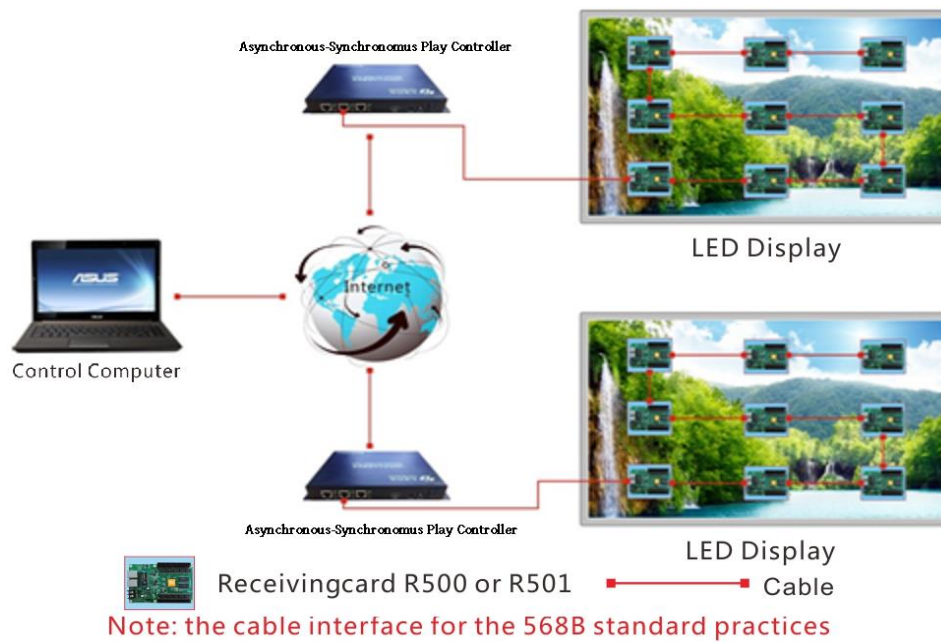 Asynchronous-Synchronomus Play Controller
LED Display
Internet
ASUS
Control Computer
Asynchronous-Synchronomus Play Controller
LED Display
Receivingcard R500 or R501
Cable
Note: the cable interface for the 568B standard practices